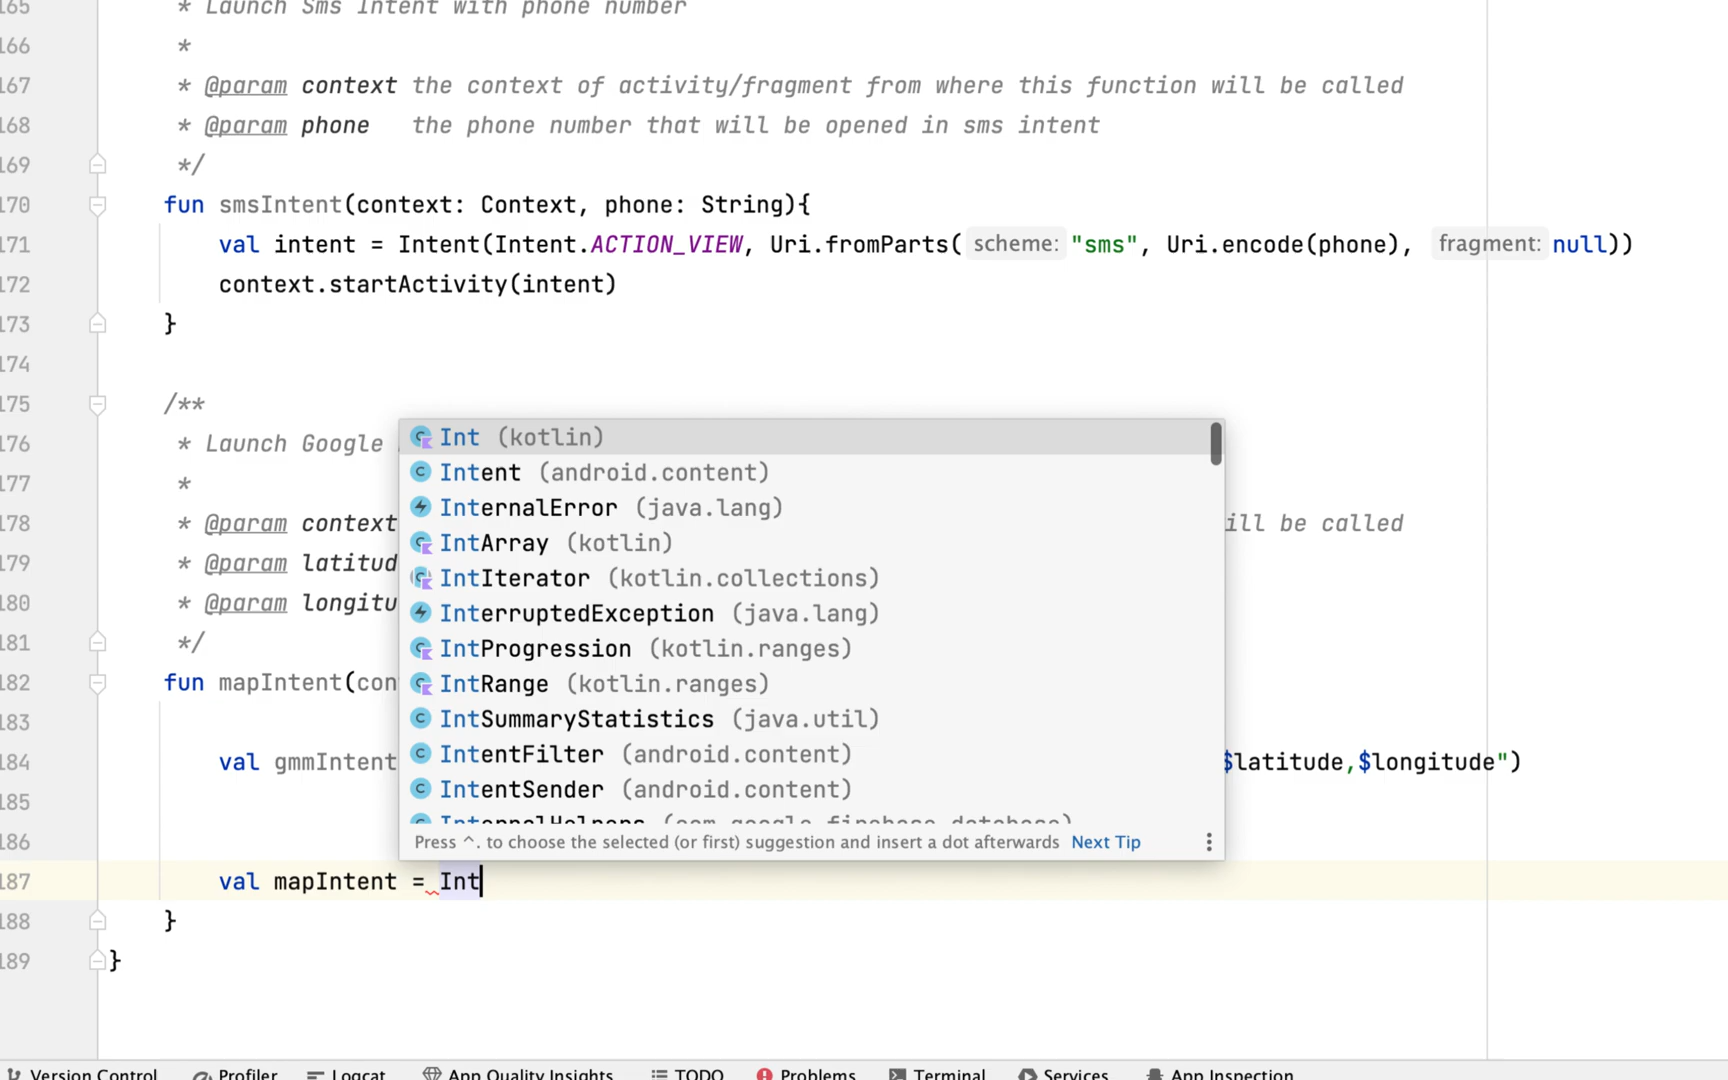 165 * Launch Sms Intent with phone number
166 *
167 * @param context the context of activity/fragment from where this function will be called
168 * @param phone the phone number that will be opened in sms intent
169 */
170 fun smsIntent(context: Context, phone: String){
171 val intent = Intent(Intent.ACTION_VIEW, Uri.fromParts( scheme: "sms", Uri.encode(phone), fragment: null))
172 context.startActivity(intent)
173 }
174
175 /**
176 * Launch Google
177 *
178 * @param context ill be called
179 * @param latitud
180 * @param longitu
181 */
182 fun mapIntent(con
183
184 val gmmIntent $latitude,$longitude")
185
186
187 val mapIntent = Int
188 }
189 }
Int (kotlin)
Intent (android.content)
InternalError (java.lang)
IntArray (kotlin)
IntIterator (kotlin.collections)
InterruptedException (java.lang)
IntProgression (kotlin.ranges)
IntRange (kotlin.ranges)
IntSummaryStatistics (java.util)
IntentFilter (android.content)
IntentSender (android.content)
InternalHelpers (com.google.firebase.database)
Press ^. to choose the selected (or first) suggestion and insert a dot afterwards Next Tip
Version Control Profiler Logcat App Quality Insights TODO Problems Terminal Services App Inspection